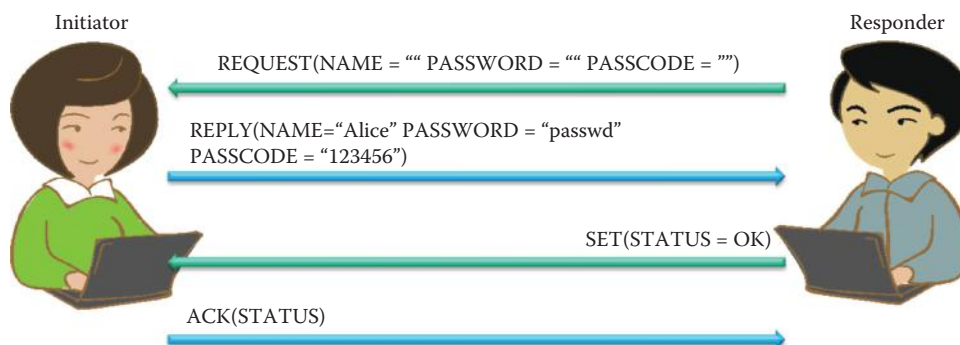 Initiator
Responder
REQUEST(NAME = ““ PASSWORD = ““ PASSCODE = ””)
REPLY(NAME=“Alice” PASSWORD = “passwd”
PASSCODE = “123456”)
SET(STATUS = OK)
ACK(STATUS)